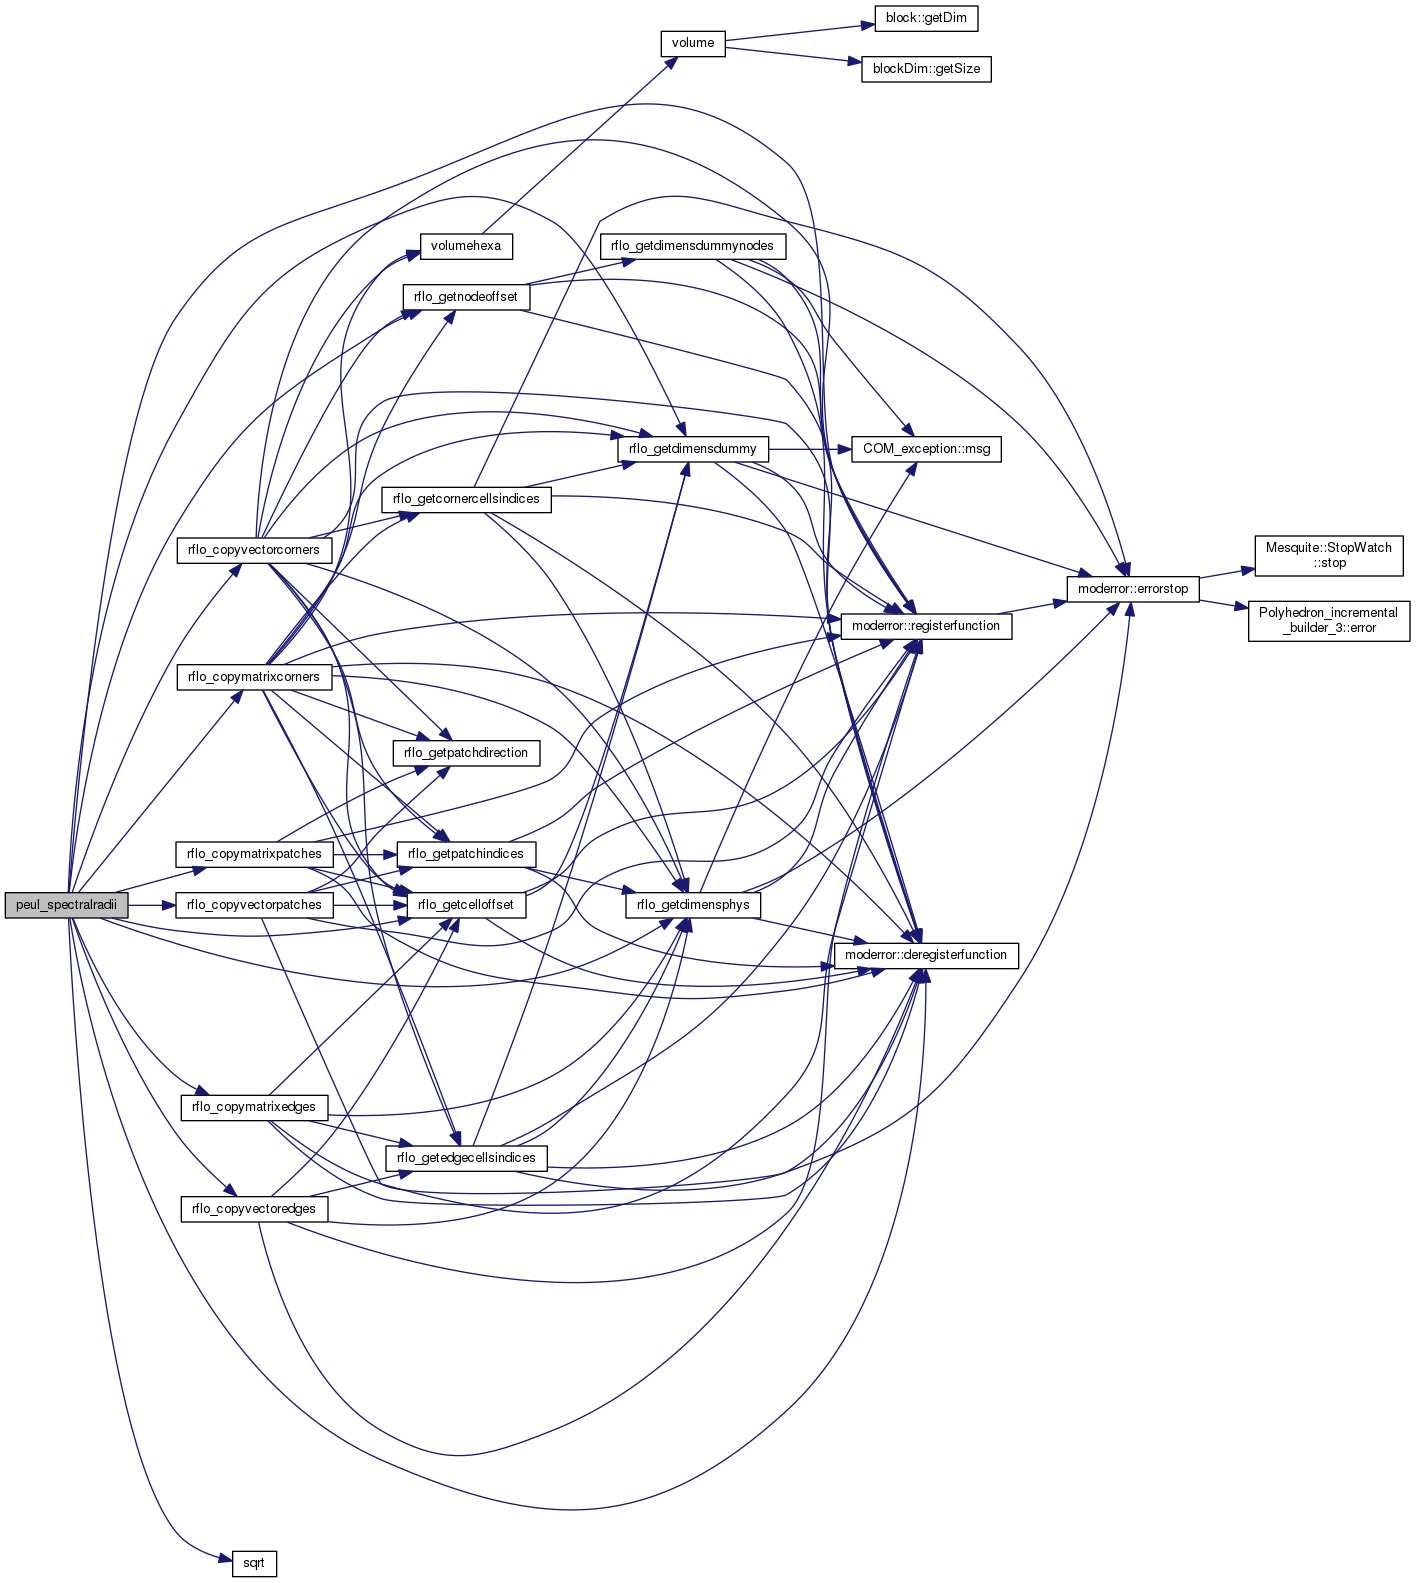 block::getDim
volume
blockDim::getSize
volumehexa
rflo_getdimensdummynodes
rflo_getnodeoffset
rflo_getdimensdummy
COM_exception::msg
rflo_getcornercellsindices
rflo_copyvectorcorners
Mesquite::StopWatch
::stop
moderror::errorstop
Polyhedron_incremental
_builder_3::error
moderror::registerfunction
rflo_copymatrixcorners
rflo_getpatchdirection
rflo_copymatrixpatches
rflo_getpatchindices
peul_spectralradii
rflo_copyvectorpatches
rflo_getcelloffset
rflo_getdimensphys
moderror::deregisterfunction
rflo_copymatrixedges
rflo_getedgecellsindices
rflo_copyvectoredges
sqrt